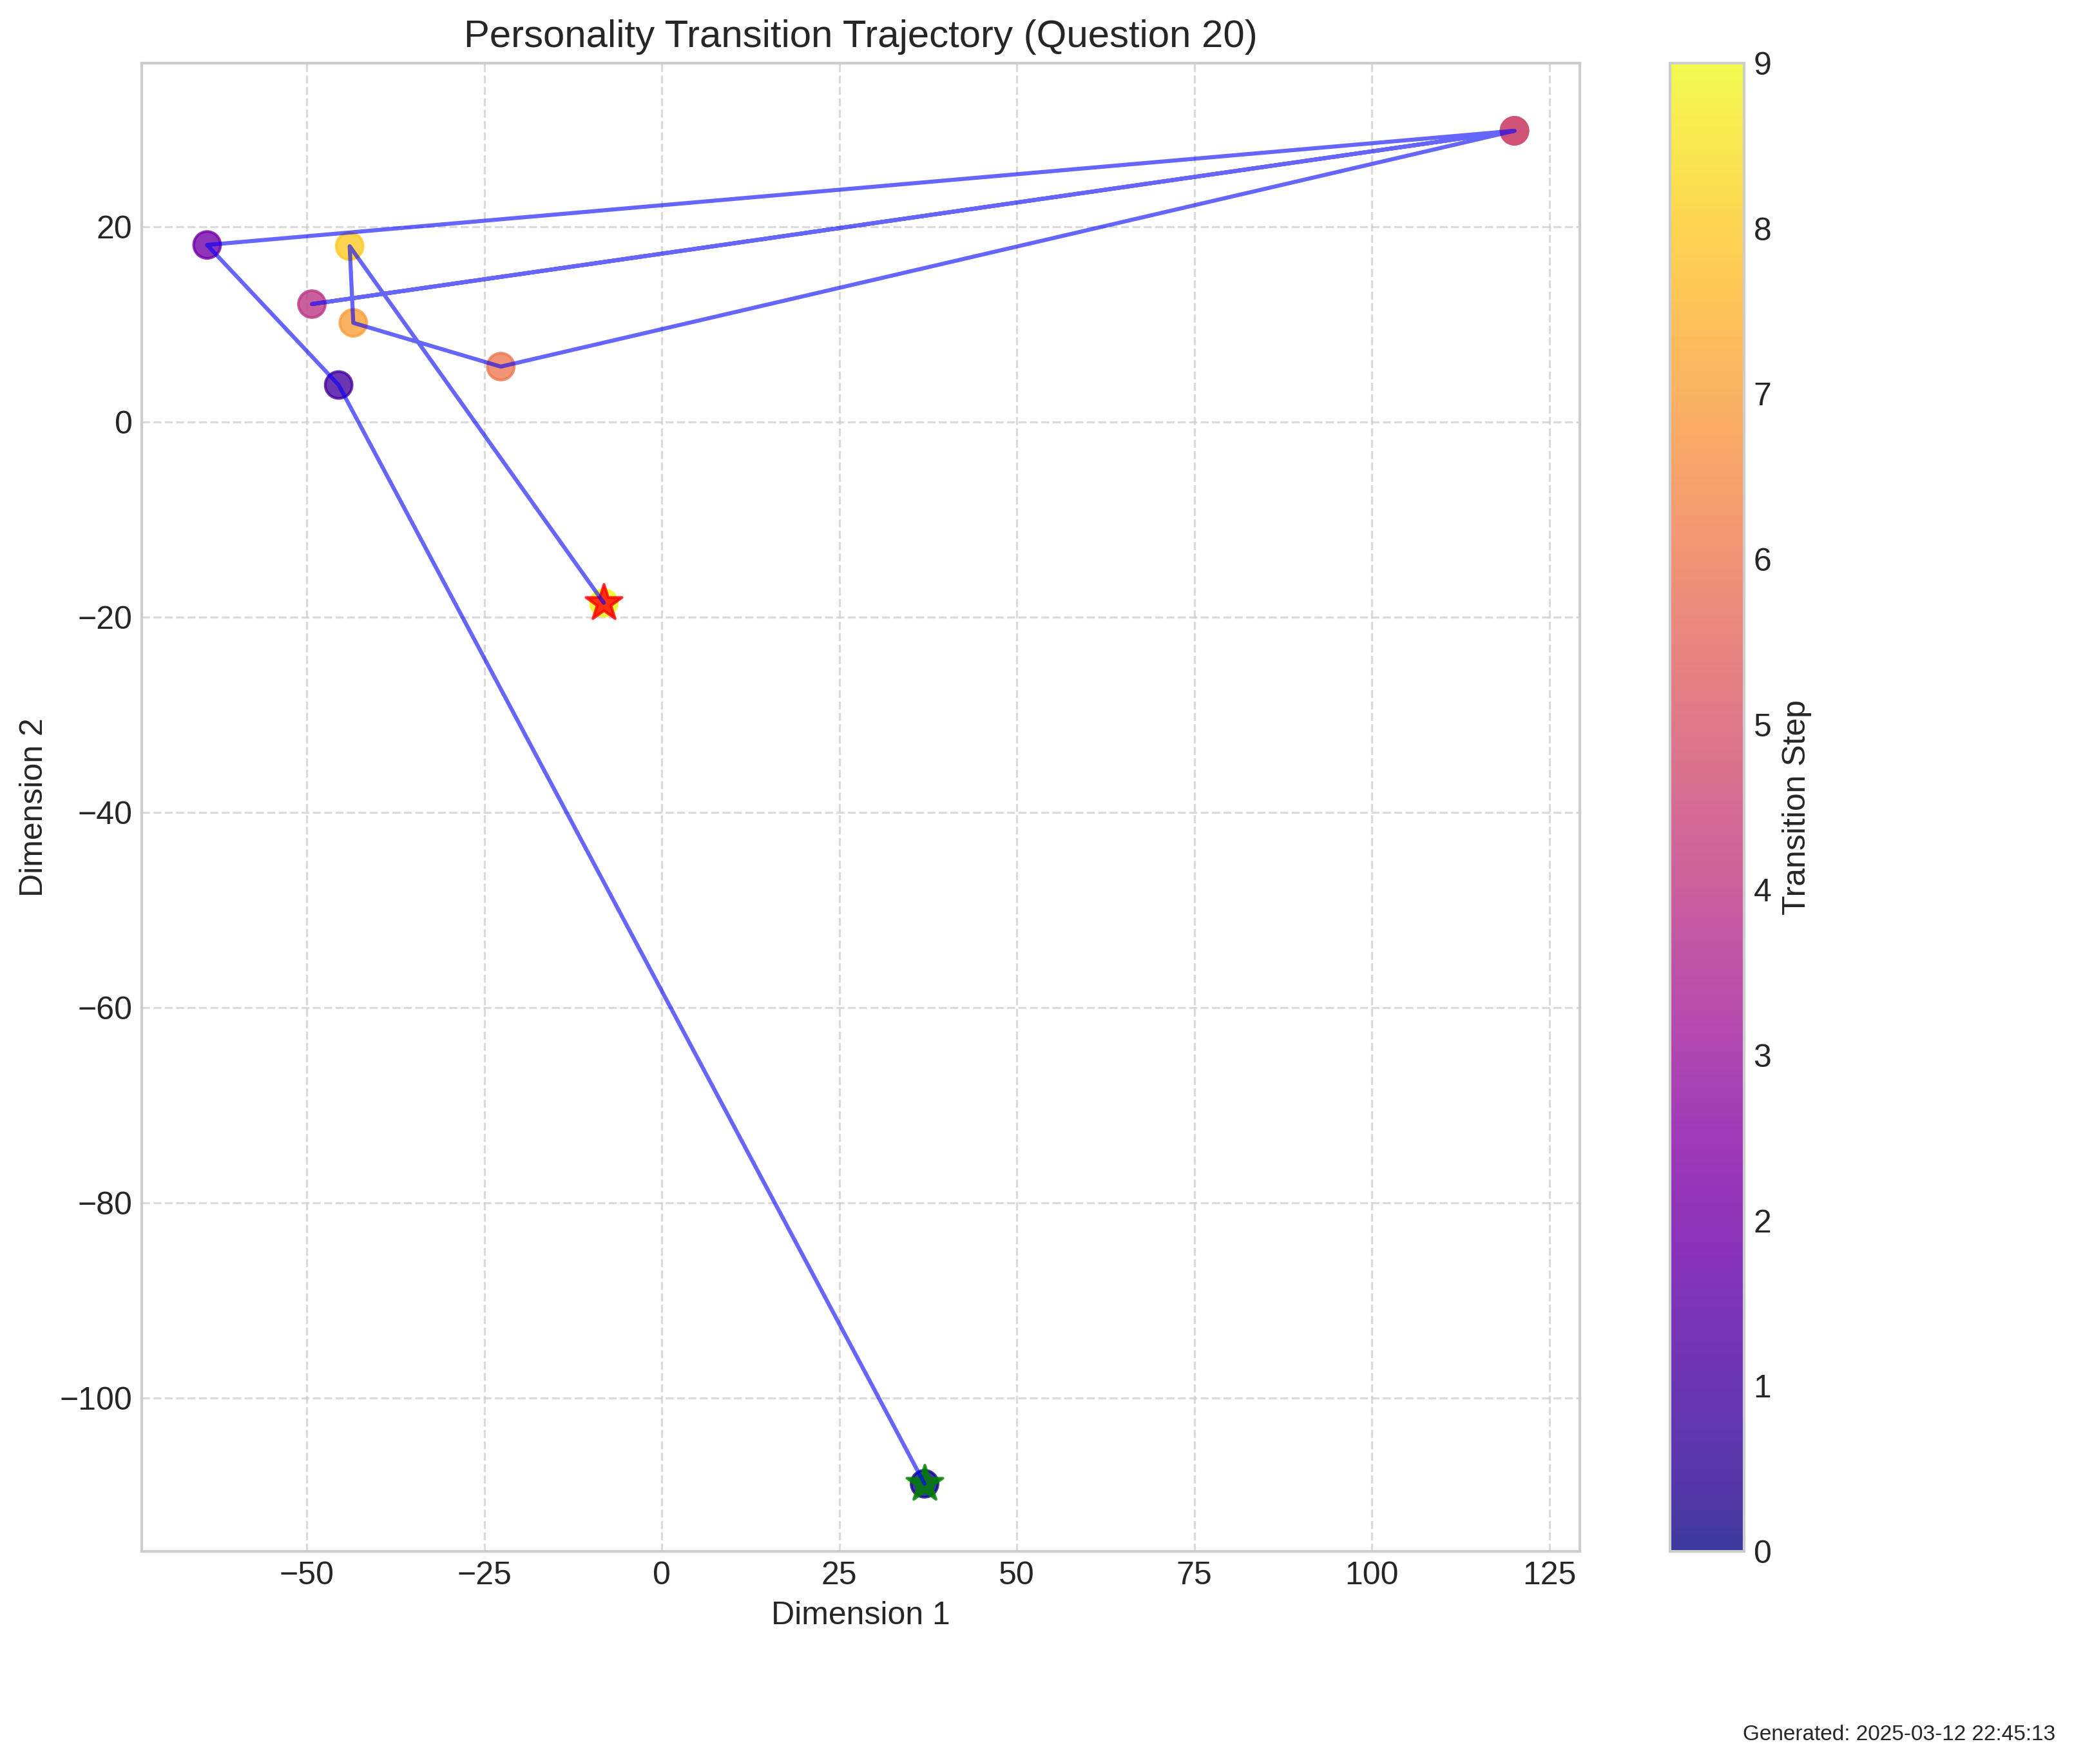 Personality Transition Trajectory (Question 20)
20
0
−20
−40
−60
−80
−100
Dimension 2
−50 −25 0 25 50 75 100 125
Dimension 1
9
8
7
6
5
4
3
2
1
0
Transition Step
Generated: 2025-03-12 22:45:13